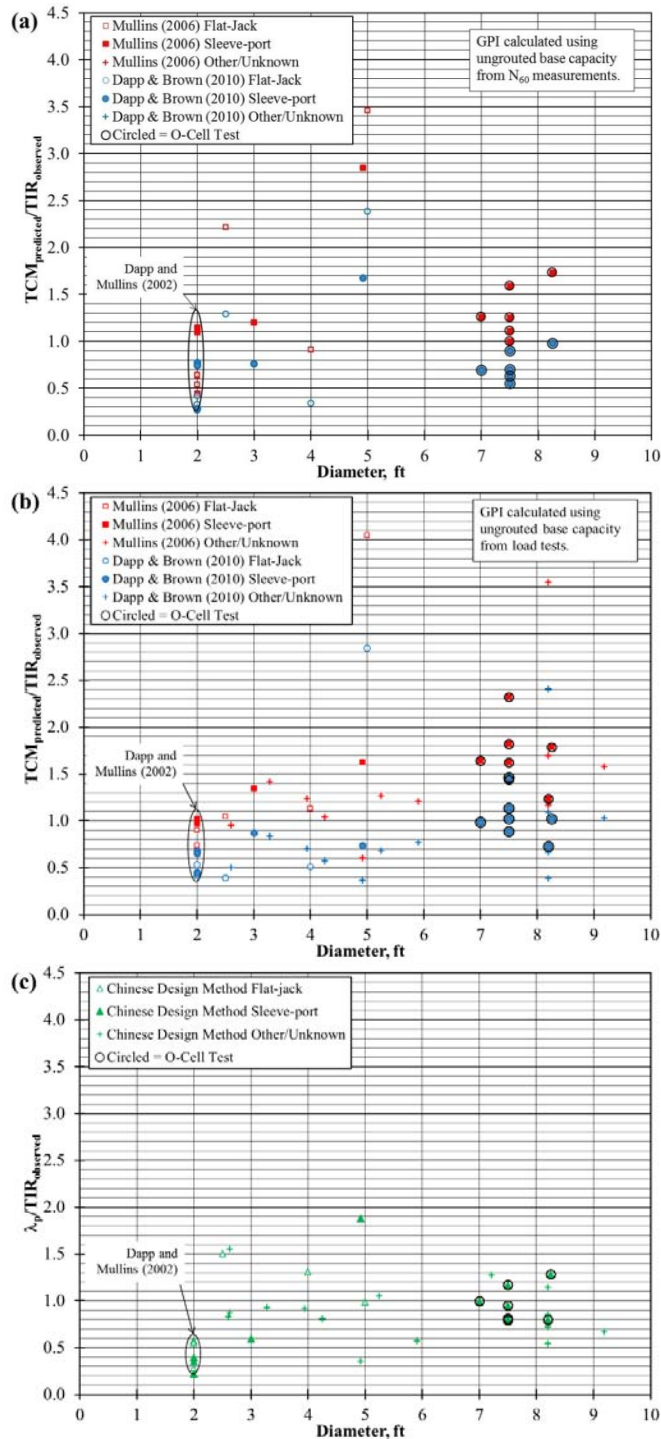 (a)
4.5
4.0
3.5
3.0
2.5
2.0
1.5
1.0
0.5
0.0
TCMpredicted/TIRobserved
Mullins (2006) Flat-Jack
Mullins (2006) Sleeve-port
Mullins (2006) Other/Unknown
Dapp & Brown (2010) Flat-Jack
Dapp & Brown (2010) Sleeve-port
Dapp & Brown (2010) Other/Unknown
Circled = O-Cell Test
GPI calculated using
ungrouted base capacity
from N60 measurements.
Dapp and
Mullins (2002)
0 1 2 3 4 5 6 7 8 9 10
Diameter, ft
(b)
4.5
4.0
3.5
3.0
2.5
2.0
1.5
1.0
0.5
0.0
TCMpredicted/TIRobserved
Mullins (2006) Flat-Jack
Mullins (2006) Sleeve-port
Mullins (2006) Other/Unknown
Dapp & Brown (2010) Flat-Jack
Dapp & Brown (2010) Sleeve-port
Dapp & Brown (2010) Other/Unknown
Circled = O-Cell Test
GPI calculated using
ungrouted base capacity
from load tests.
Dapp and
Mullins (2002)
0 1 2 3 4 5 6 7 8 9 10
Diameter, ft
(c)
4.5
4.0
3.5
3.0
2.5
2.0
1.5
1.0
0.5
0.0
λp/TIRobserved
Chinese Design Method Flat-jack
Chinese Design Method Sleeve-port
Chinese Design Method Other/Unknown
Circled = O-Cell Test
Dapp and
Mullins (2002)
0 1 2 3 4 5 6 7 8 9 10
Diameter, ft